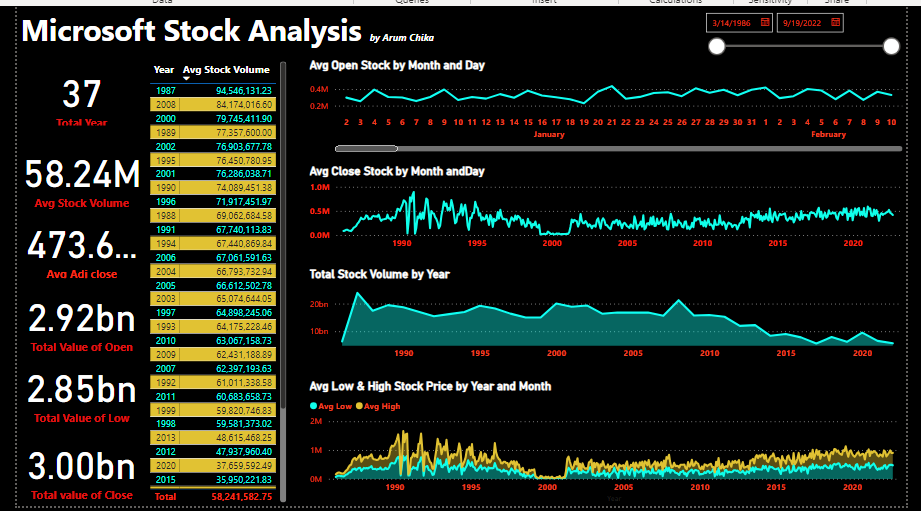 Data Queries Insert Calculations Sensitivity Share
Microsoft Stock Analysis by Arum Chika
3/14/1986 9/19/2022
37
Total Year
58.24M
Avg Stock Volume
473.6...
Avg Adj close
2.92bn
Total Value of Open
2.85bn
Total Value of Low
3.00bn
Total value of Close
Year Avg Stock Volume
1987 94,546,131.23
2008 84,174,016.60
2000 79,745,411.90
1989 77,357,600.00
2002 76,903,677.78
1995 76,450,780.95
2001 76,286,038.71
1990 74,089,451.38
1996 71,917,451.97
1988 69,062,684.58
1991 67,740,113.83
1994 67,440,869.84
2006 67,061,591.63
2004 66,793,732.94
2005 66,612,502.78
2003 65,074,644.05
1997 64,898,245.06
1993 64,175,228.46
2010 63,067,158.73
2009 62,431,188.89
2007 62,397,193.63
1992 61,011,338.58
2011 60,683,658.73
1999 59,820,746.83
1998 59,581,373.02
2013 48,615,468.25
2012 47,937,960.40
2020 37,659,592.49
2015 35,950,221.83
Total 58,241,582.75
Avg Open Stock by Month and Day
0.4M
0.2M
2 3 4 5 6 7 8 9 10 11 12 13 14 15 16 17 18 19 20 21 22 23 24 25 26 27 28 29 30 31 1 2 3 4 5 6 7 8 9 10
January February
Avg Close Stock by Month andDay
1.0M
0.5M
0.0M
1990 1995 2000 2005 2010 2015 2020
Total Stock Volume by Year
20bn
10bn
1990 1995 2000 2005 2010 2015 2020
Avg Low & High Stock Price by Year and Month
Avg Low Avg High
2M
1M
0M
1990 1995 2000 2005 2010 2015 2020
Year